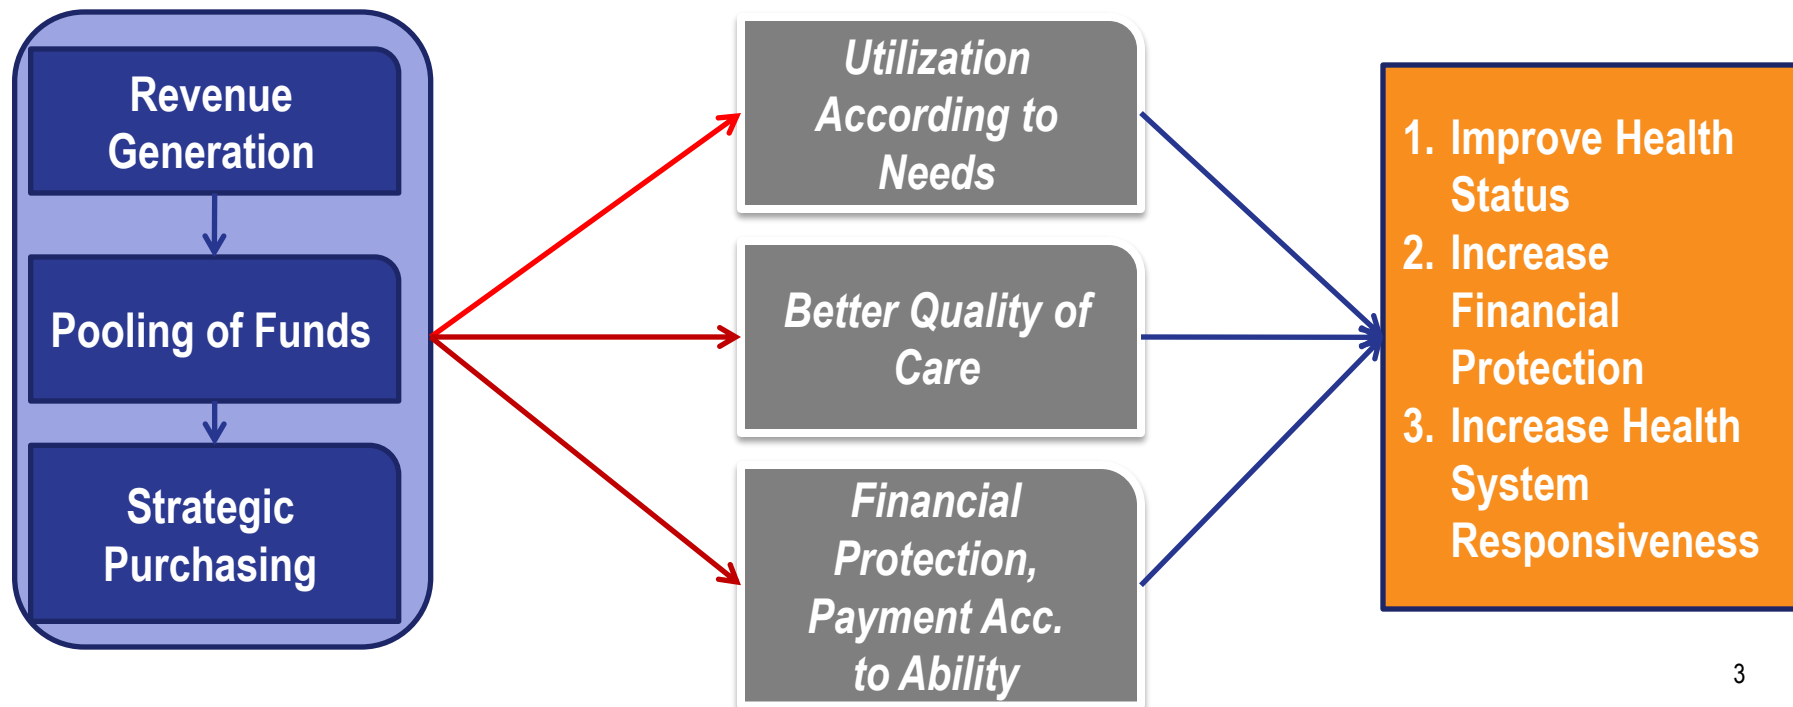 Revenue
Generation
Pooling of Funds
Strategic
Purchasing
Utilization
According to
Needs
Better Quality of
Care
Financial
Protection,
Payment Acc.
to Ability
1. Improve Health
Status
2. Increase
Financial
Protection
3. Increase Health
System
Responsiveness
3